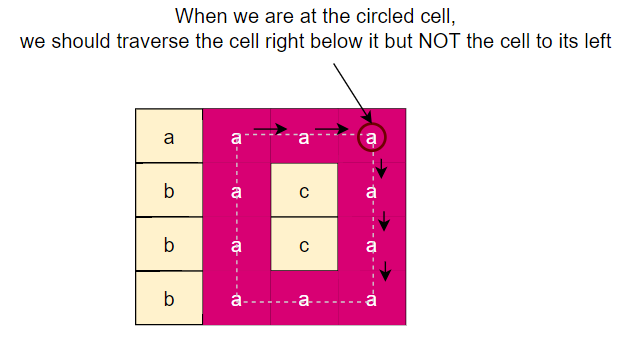 When we are at the circled cell,
we should traverse the cell right below it but NOT the cell to its left
a a a a
b a c a
b a c a
b a a a